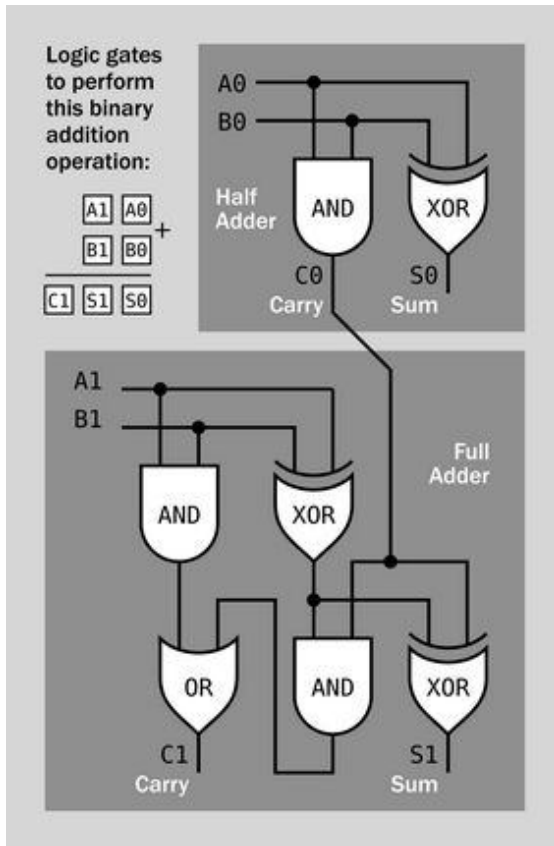 Logic gates
to perform
this binary
addition
operation:
A1 A0
+
B1 B0
C1 S1 S0
A0
B0
Half
Adder
AND XOR
C0 S0
Carry Sum
A1
B1
Full
Adder
AND XOR
OR AND XOR
C1 S1
Carry Sum